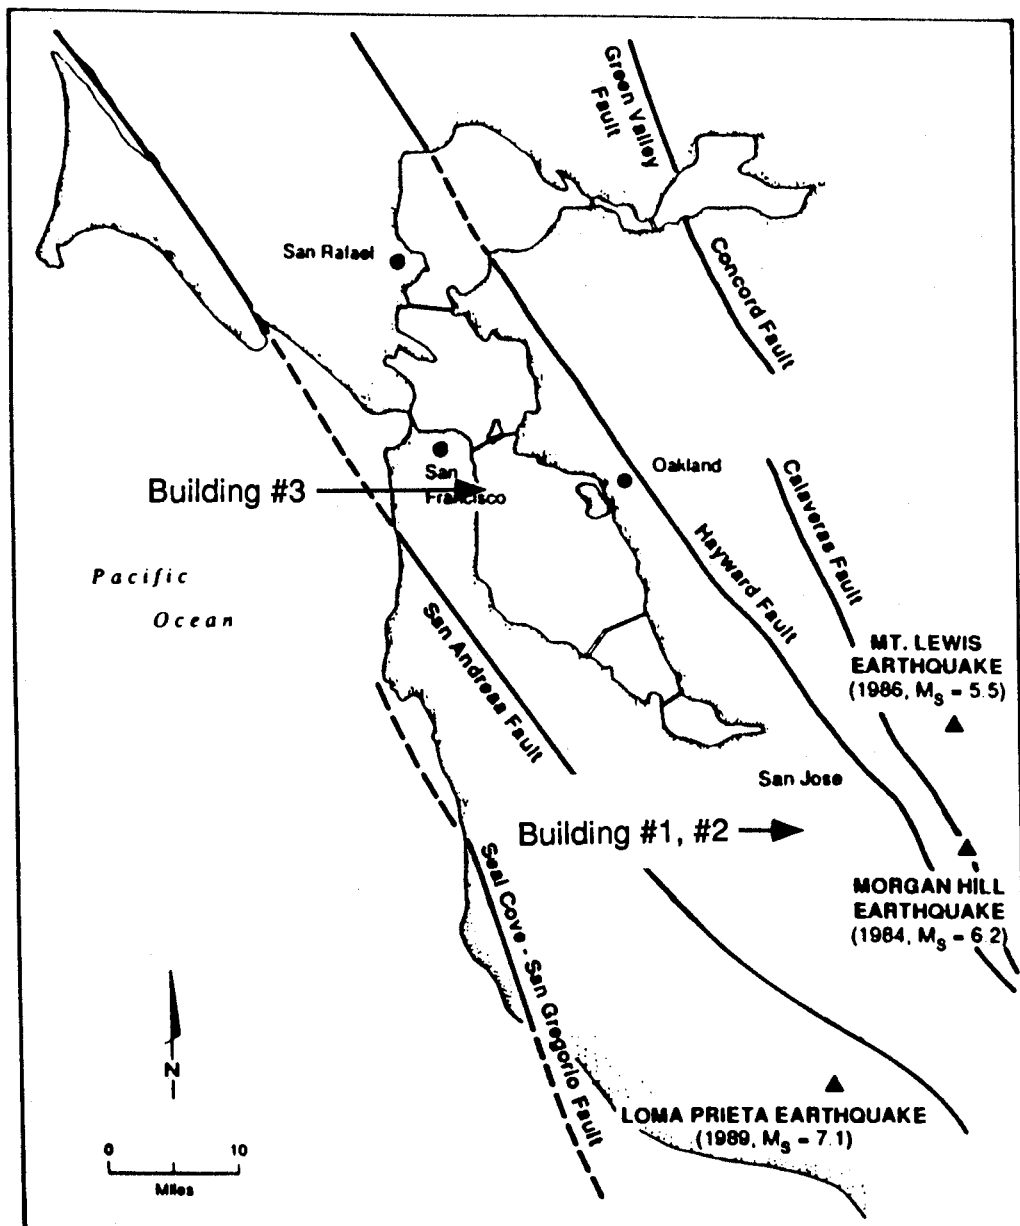 Green Valley
Fault
San Rafael
Concord Fault
San
Francisco
Oakland
Building #3
Calaveras Fault
Hayward Fault
Pacific
Ocean
San Andreas Fault
MT. LEWIS
EARTHQUAKE
(1986, MS = 5.5)
San Jose
Building #1, #2
Seal Cove - San Gregorio Fault
MORGAN HILL
EARTHQUAKE
(1984, MS = 6.2)
N
LOMA PRIETA EARTHQUAKE
(1989, MS = 7.1)
0 10
Miles